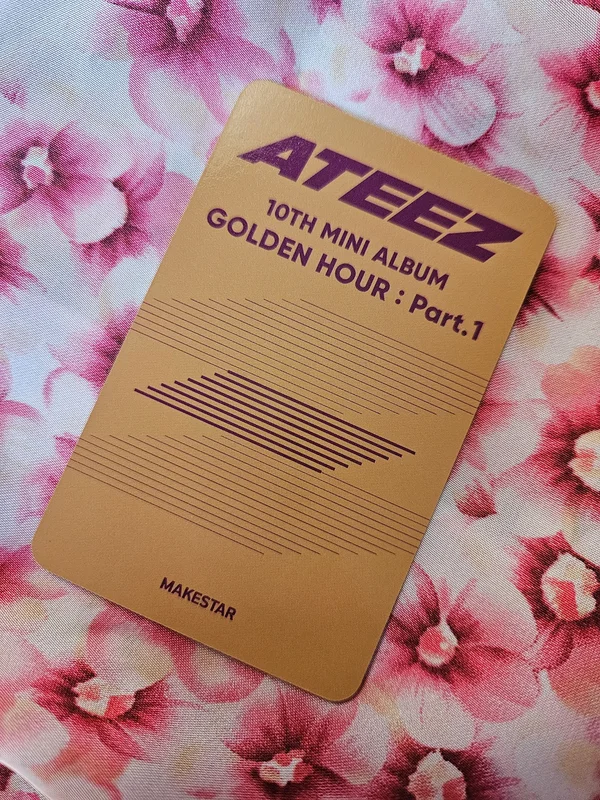 ATEEZ
10TH MINI ALBUM
GOLDEN HOUR : Part.1
MAKESTAR